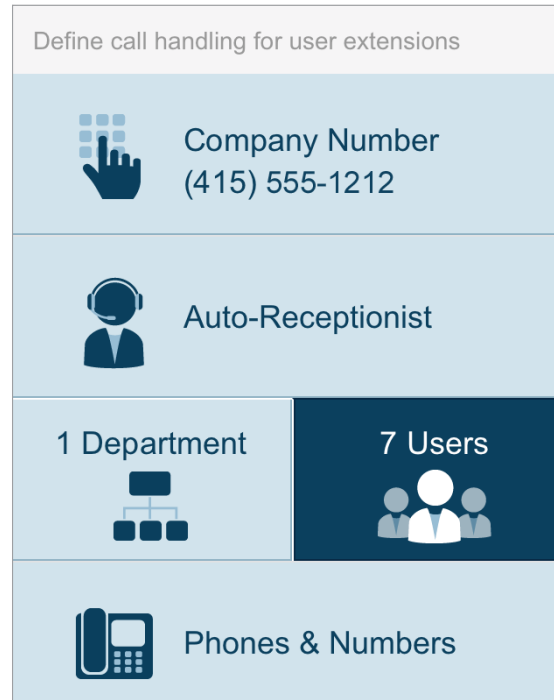 Define call handling for user extensions
Company Number
(415) 555-1212
Auto-Receptionist
1 Department
7 Users
Phones & Numbers